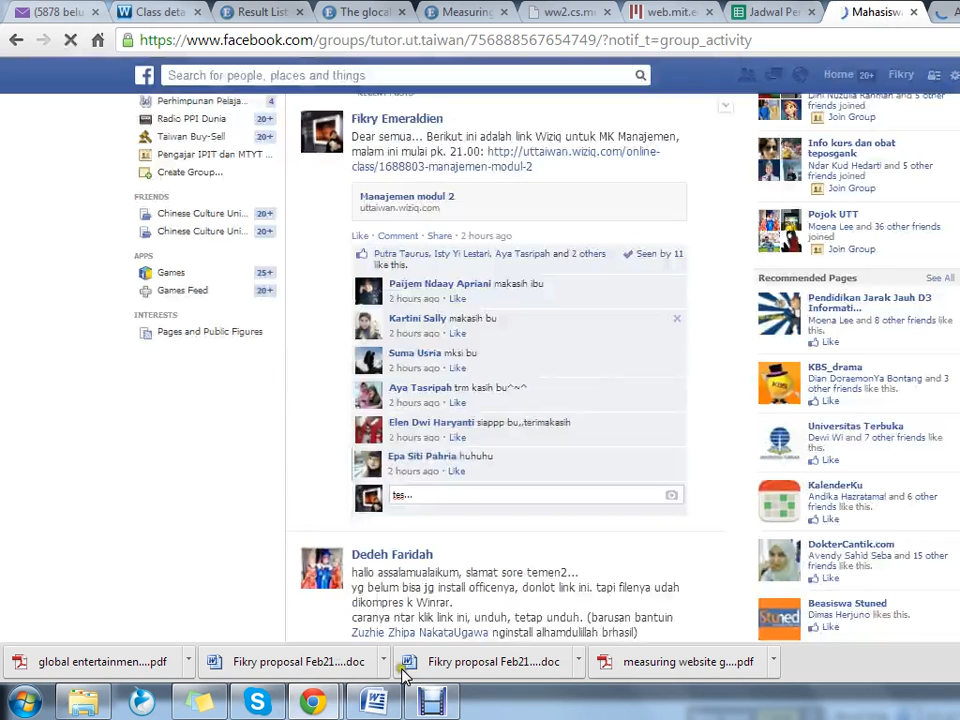 (5878 belu
Class deta
Result List
The glocal
Measuring
ww2.cs.m
web.mit.e
Jadwal Pe
Mahasisw
https://www.facebook.com/groups/tutor.ut.taiwan/756888567654749/?notif_t=group_activity
Search for people, places and things
Home 20+ Fikry
Perhimpunan Pelaja... 4
Radio PPI Dunia 20+
Taiwan Buy-Sell 20+
Pengajar IPIT dan MTYT ... 20+
Create Group...
FRIENDS
Chinese Culture Uni... 20+
Chinese Culture Uni... 20+
APPS
Games 25+
Games Feed 20+
INTERESTS
Pages and Public Figures
RECENT POSTS
Fikry Emeraldien
Dear semua... Berikut ini adalah link Wiziq untuk MK Manajemen,
malam ini mulai pk. 21.00: http://uttaiwan.wiziq.com/online-
class/1688803-manajemen-modul-2
Manajemen modul 2
uttaiwan.wiziq.com
Like · Comment · Share · 2 hours ago
Putra Taurus, Isty Yi Lestari, Aya Tasripah and 2 others
like this.
Seen by 11
Paijem Ndaay Apriani makasih ibu
2 hours ago · Like
Kartini Sally makasih bu
2 hours ago · Like
Suma Usria mksi bu
2 hours ago · Like
Aya Tasripah trm kasih bu^~^
2 hours ago · Like
Elen Dwi Haryanti siappp bu,,terimakasih
2 hours ago · Like
Epa Siti Pahria huhuhu
2 hours ago · Like
tes...
Dedeh Faridah
hallo assalamualaikum, slamat sore temen2...
yg belum bisa jg install officenya, donlot link ini. tapi filenya udah
dikompres k Winrar.
caranya ntar klik link ini, unduh, tetap unduh. (barusan bantuin
Zuzhie Zhipa NakataUgawa nginstall alhamdulillah brhasil)
Dini Nuzulia Rahman and 5 other
friends joined
Join Group
Info kurs dan obat
teposgank
Ndar Kud Hedarti and 5 other
friends joined
Join Group
Pojok UTT
Moena Lee and 36 other friends
joined
Join Group
Recommended Pages See All
Pendidikan Jarak Jauh D3
Informati...
Moena Lee and 8 other friends like
this.
Like
KBS_drama
Dian DoraemonYa Bontang and 3
other friends like this.
Like
Universitas Terbuka
Dewi Wi and 7 other friends like
this.
Like
KalenderKu
Andika Hazratamal and 6 other
friends like this.
Like
DokterCantik.com
Avendy Sahid Seba and 15 other
friends like this.
Like
Beasiswa Stuned
Dimas Herjuno likes this.
Like
global entertainmen....pdf
Fikry proposal Feb21....doc
Fikry proposal Feb21....doc
measuring website g....pdf